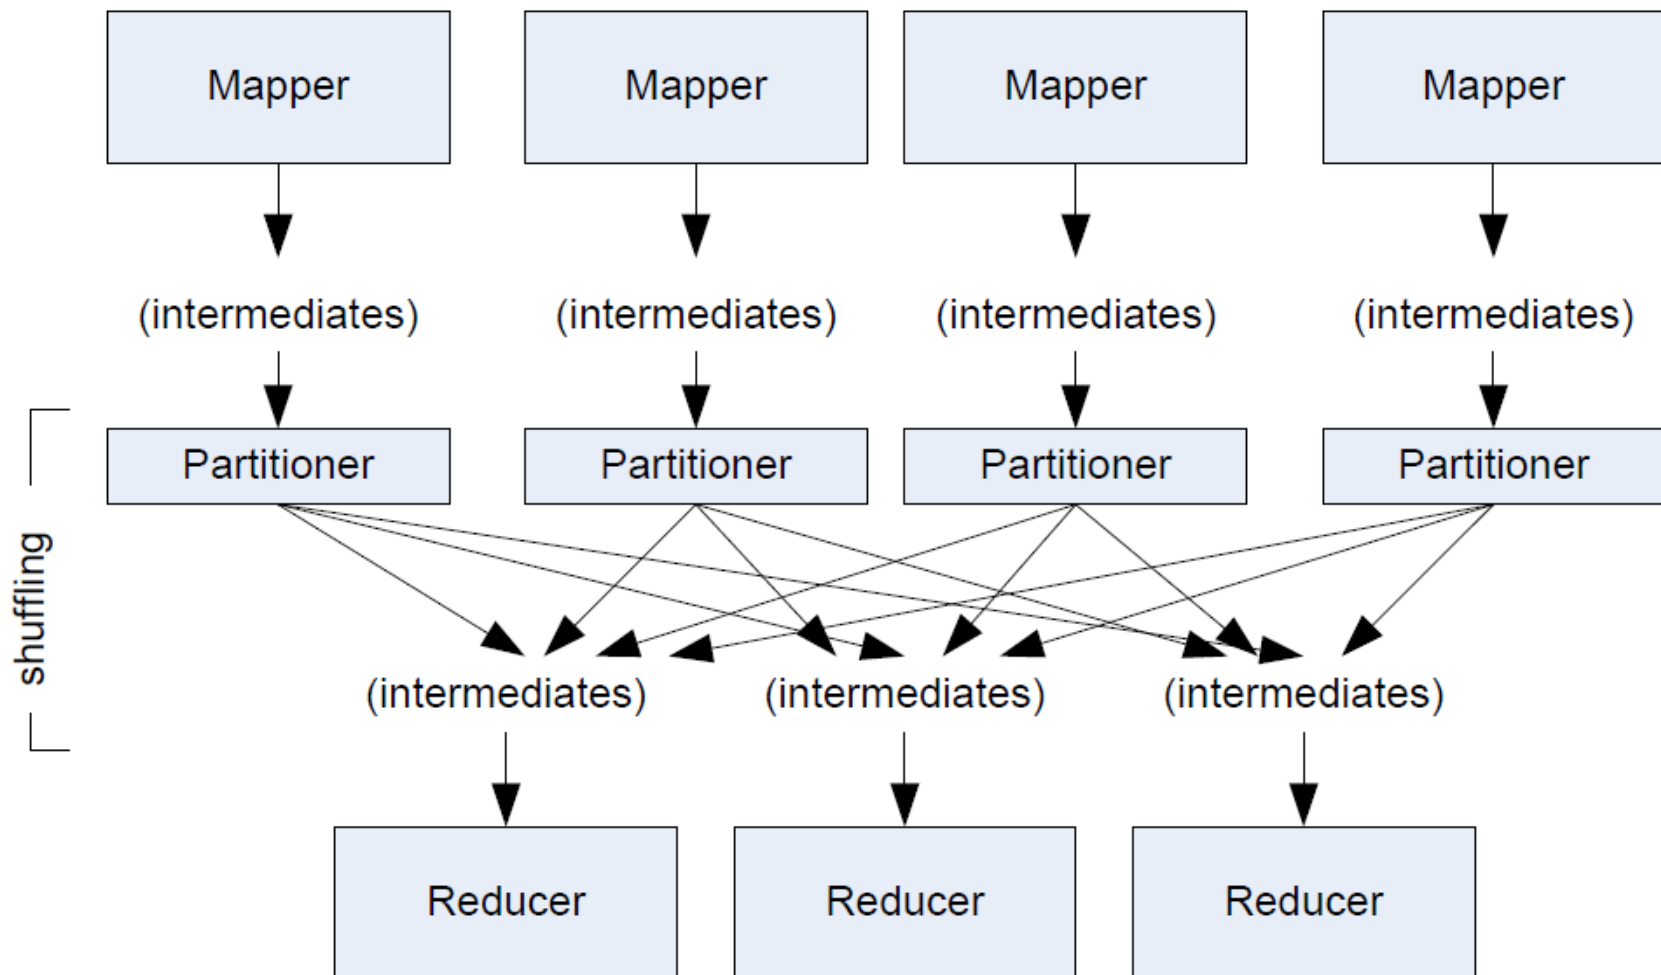 Mapper Mapper Mapper Mapper
(intermediates) (intermediates) (intermediates) (intermediates)
Partitioner Partitioner Partitioner Partitioner
shuffling
(intermediates) (intermediates) (intermediates)
Reducer Reducer Reducer